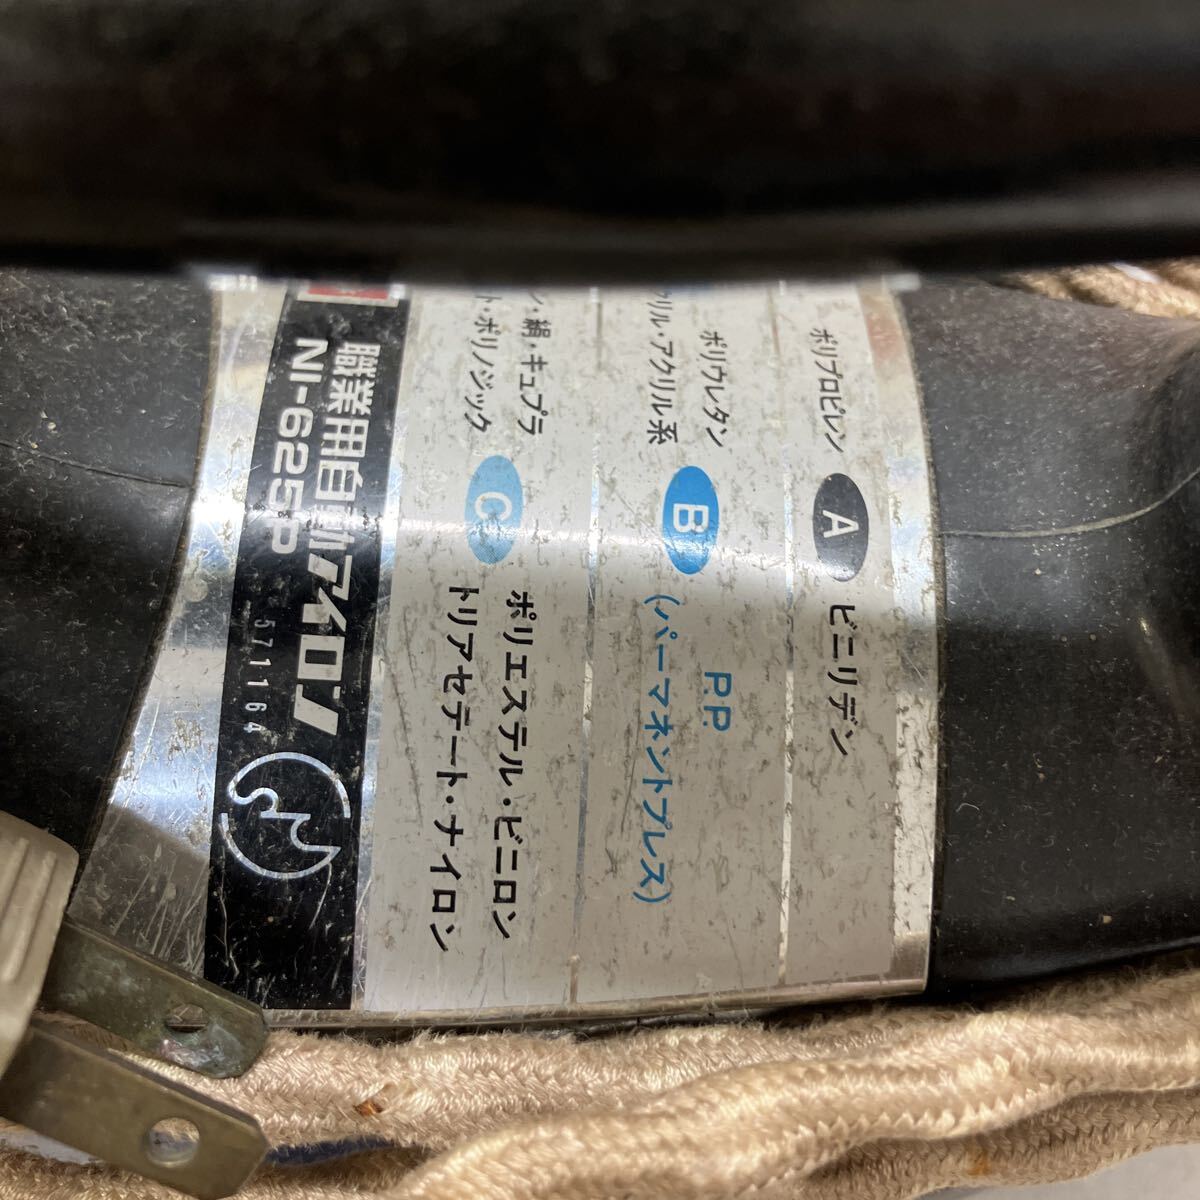 ポリプロピレン A ビニリデン
ポリウレタン
リル・アクリル系
B
P.P.
(パーマネントプレス)
ン・絹・キュプラ
ト・ポリノジック
C
ポリエステル・ビニロン
トリアセテート・ナイロン
職業用自動アイロン
NI-625P
571164